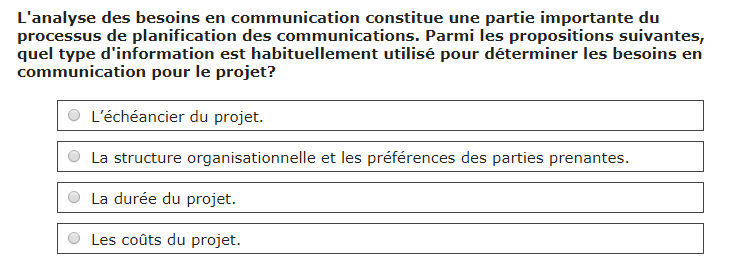 L'analyse des besoins en communication constitue une partie importante du
processus de planification des communications. Parmi les propositions suivantes,
quel type d'information est habituellement utilisé pour déterminer les besoins en
communication pour le projet?
L’échéancier du projet.
La structure organisationnelle et les préférences des parties prenantes.
La durée du projet.
Les coûts du projet.